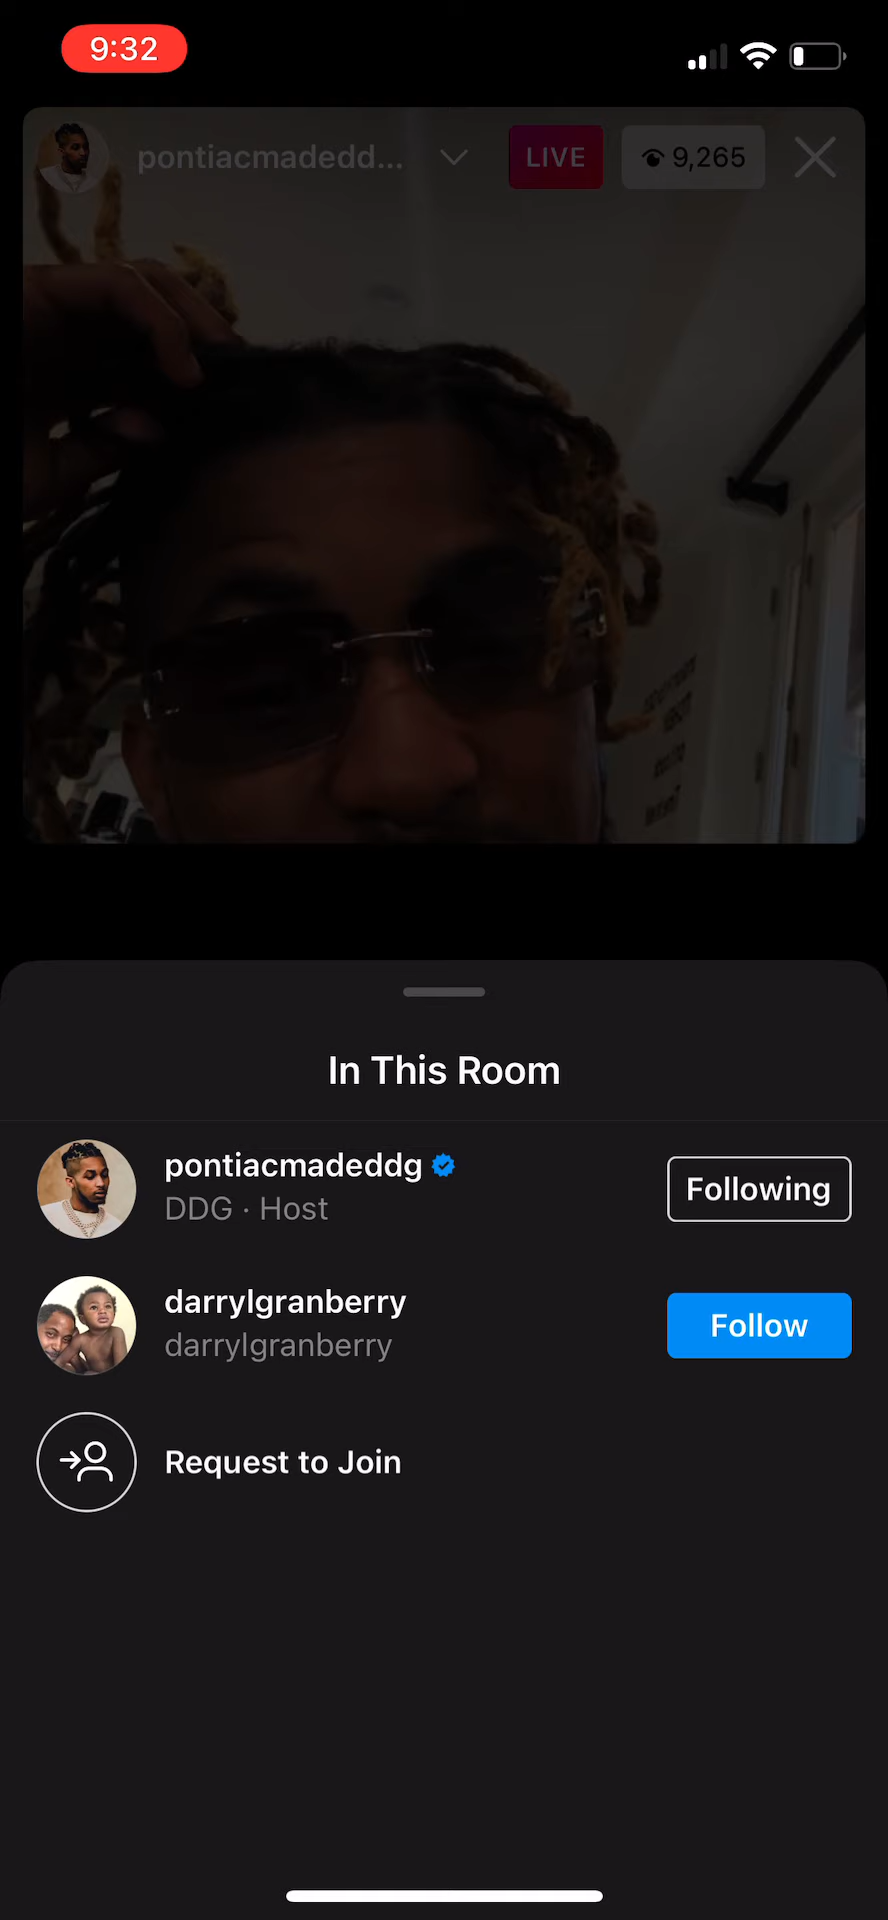 9:32
pontiacmadedd...
LIVE
9,265
In This Room
pontiacmadeddg
DDG · Host
Following
darrylgranberry
darrylgranberry
Follow
Request to Join